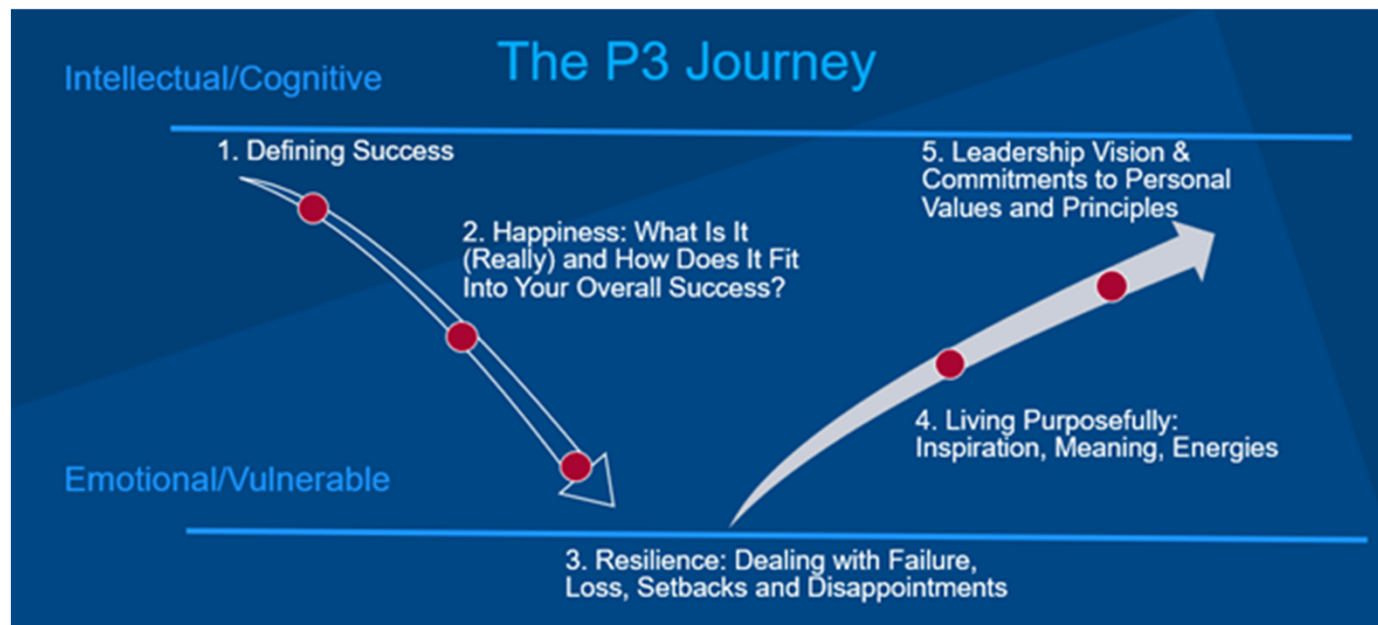 The P3 Journey
Intellectual/Cognitive
1. Defining Success
2. Happiness: What Is It
(Really) and How Does It Fit
Into Your Overall Success?
Emotional/Vulnerable
3. Resilience: Dealing with Failure,
Loss, Setbacks and Disappointments
4. Living Purposefully:
Inspiration, Meaning, Energies
5. Leadership Vision &
Commitments to Personal
Values and Principles